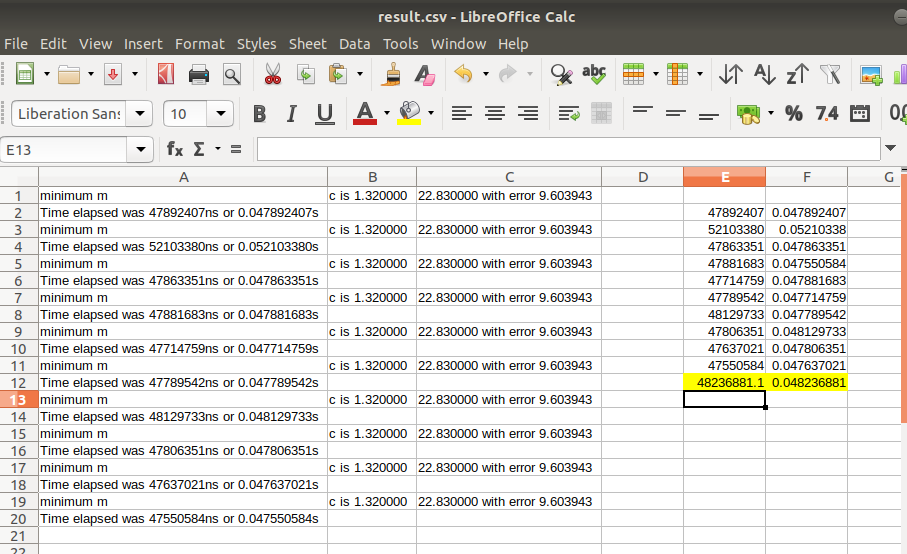 result.csv - LibreOffice Calc
File Edit View Insert Format Styles Sheet Data Tools Window Help
abc
Liberation Sans 10 B I U A % 7.4
E13 fx Σ =
A B C D E F G
1 minimum m c is 1.320000 22.830000 with error 9.603943
2 Time elapsed was 47892407ns or 0.047892407s 47892407 0.047892407
3 minimum m c is 1.320000 22.830000 with error 9.603943 52103380 0.05210338
4 Time elapsed was 52103380ns or 0.052103380s 47863351 0.047863351
5 minimum m c is 1.320000 22.830000 with error 9.603943 47881683 0.047550584
6 Time elapsed was 47863351ns or 0.047863351s 47714759 0.047881683
7 minimum m c is 1.320000 22.830000 with error 9.603943 47789542 0.047714759
8 Time elapsed was 47881683ns or 0.047881683s 48129733 0.047789542
9 minimum m c is 1.320000 22.830000 with error 9.603943 47806351 0.048129733
10 Time elapsed was 47714759ns or 0.047714759s 47637021 0.047806351
11 minimum m c is 1.320000 22.830000 with error 9.603943 47550584 0.047637021
12 Time elapsed was 47789542ns or 0.047789542s 48236881.1 0.048236881
13 minimum m c is 1.320000 22.830000 with error 9.603943
14 Time elapsed was 48129733ns or 0.048129733s
15 minimum m c is 1.320000 22.830000 with error 9.603943
16 Time elapsed was 47806351ns or 0.047806351s
17 minimum m c is 1.320000 22.830000 with error 9.603943
18 Time elapsed was 47637021ns or 0.047637021s
19 minimum m c is 1.320000 22.830000 with error 9.603943
20 Time elapsed was 47550584ns or 0.047550584s
21
22